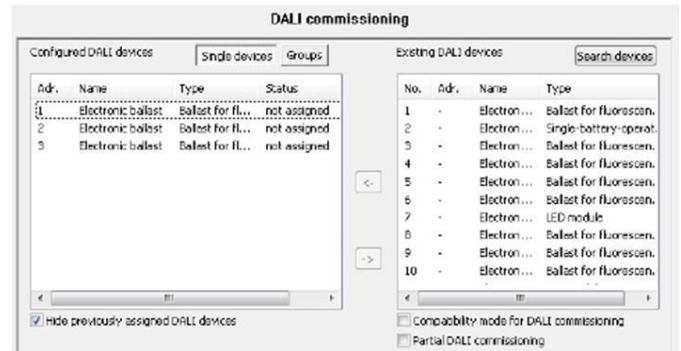 DALI commissioning
Configured DALI devices Single devices Groups
Adr. Name Type Status
1 Electronic ballast Ballast for fl... not assigned
2 Electronic ballast Ballast for fl... not assigned
3 Electronic ballast Ballast for fl... not assigned
Hide previously assigned DALI devices
<-
->
Existing DALI devices Search devices
No. Adr. Name Type
1 - Electron... Ballast for fluorescen.
2 - Electron... Single-battery-operat.
3 - Electron... Ballast for fluorescen.
4 - Electron... Ballast for fluorescen.
5 - Electron... Ballast for fluorescen.
6 - Electron... Ballast for fluorescen.
7 - Electron... LED module
8 - Electron... Ballast for fluorescen.
9 - Electron... Ballast for fluorescen.
10 - Electron... Ballast for fluorescen.
Compatibility mode for DALI commissioning
Partial DALI commissioning